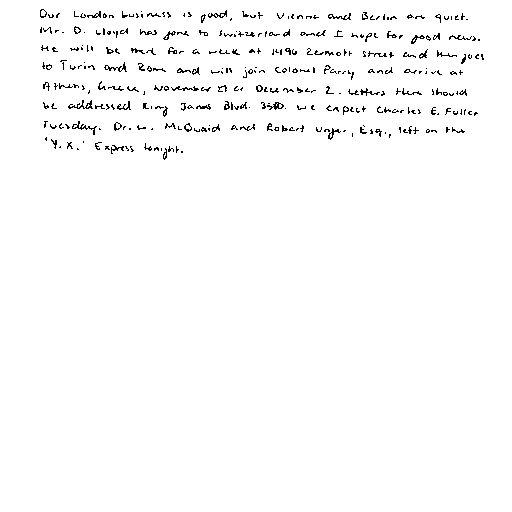 Our London business is good, but Vienna and Berlin are quiet.
Mr. D. Lloyd has gone to Switzerland and I hope for good news.
He will be there for a week at 1496 Zermott street and then goes
to Turin and Rome and will join Colonel Parry and arrive at
Athens, Greece, November 27 or December 2. Letters there should
be addressed King James Blvd. 3580. We expect Charles E. Fuller
Tuesday. Dr. L. McQuaid and Robert Unger, Esq., left on the
'Y.X.' Express tonight.